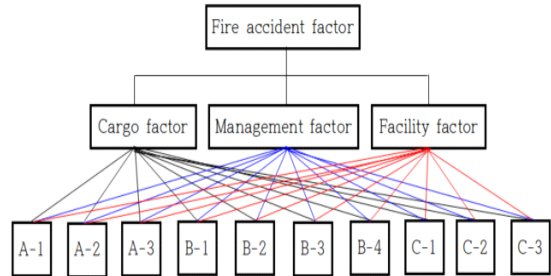 Fire accident factor
Cargo factor
Management factor
Facility factor
A-1
A-2
A-3
B-1
B-2
B-3
B-4
C-1
C-2
C-3